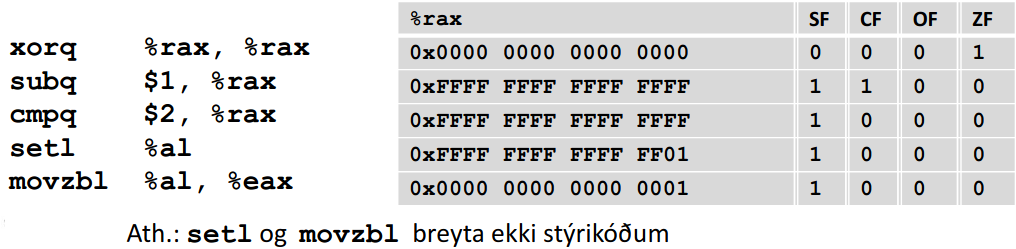 %rax SF CF OF ZF
xorq %rax, %rax 0x0000 0000 0000 0000 0 0 0 1
subq $1, %rax 0xFFFF FFFF FFFF FFFF 1 1 0 0
cmpq $2, %rax 0xFFFF FFFF FFFF FFFF 1 0 0 0
setl %al 0xFFFF FFFF FFFF FF01 1 0 0 0
movzbl %al, %eax 0x0000 0000 0000 0001 1 0 0 0
Ath.: setl og movzbl breyta ekki stýrikóðum